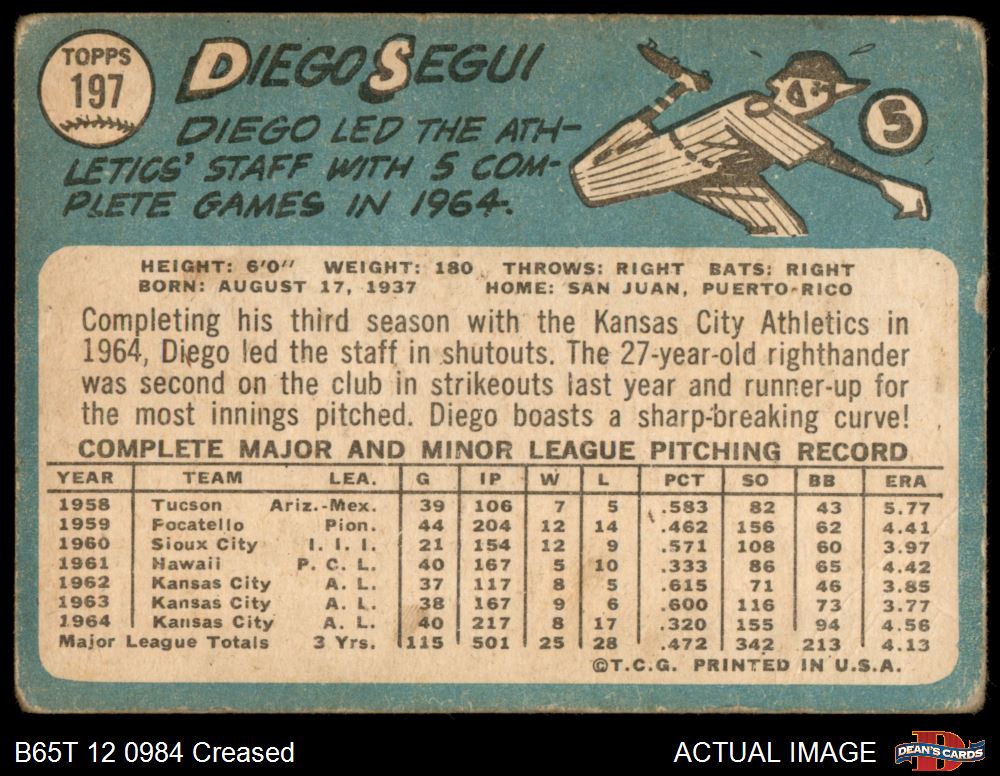 TOPPS
197
DIEGO SEGUI
DIEGO LED THE ATH-
LETICS' STAFF WITH 5 COM-
PLETE GAMES IN 1964.
5
HEIGHT: 6'0" WEIGHT: 180 THROWS: RIGHT BATS: RIGHT
BORN: AUGUST 17, 1937 HOME: SAN JUAN, PUERTO RICO
Completing his third season with the Kansas City Athletics in
1964, Diego led the staff in shutouts. The 27-year-old righthander
was second on the club in strikeouts last year and runner-up for
the most innings pitched. Diego boasts a sharp-breaking curve!
COMPLETE MAJOR AND MINOR LEAGUE PITCHING RECORD
YEAR TEAM LEA. G IP W L PCT SO BB ERA
1958 Tucson Ariz.-Mex. 39 106 7 5 .583 82 43 5.77
1959 Pocatello Pion. 44 204 12 14 .462 156 62 4.41
1960 Sioux City I. I. I. 21 154 12 9 .571 108 60 3.97
1961 Hawaii P. C. L. 40 167 5 10 .333 86 65 4.42
1962 Kansas City A. L. 37 117 8 5 .615 71 46 3.85
1963 Kansas City A. L. 38 167 9 6 .600 116 73 3.77
1964 Kansas City A. L. 40 217 8 17 .320 155 94 4.56
Major League Totals 3 Yrs. 115 501 25 28 .472 342 213 4.13
©T.C.G. PRINTED IN U.S.A.
B65T 12 0984 Creased ACTUAL IMAGE D DEAN'S CARDS